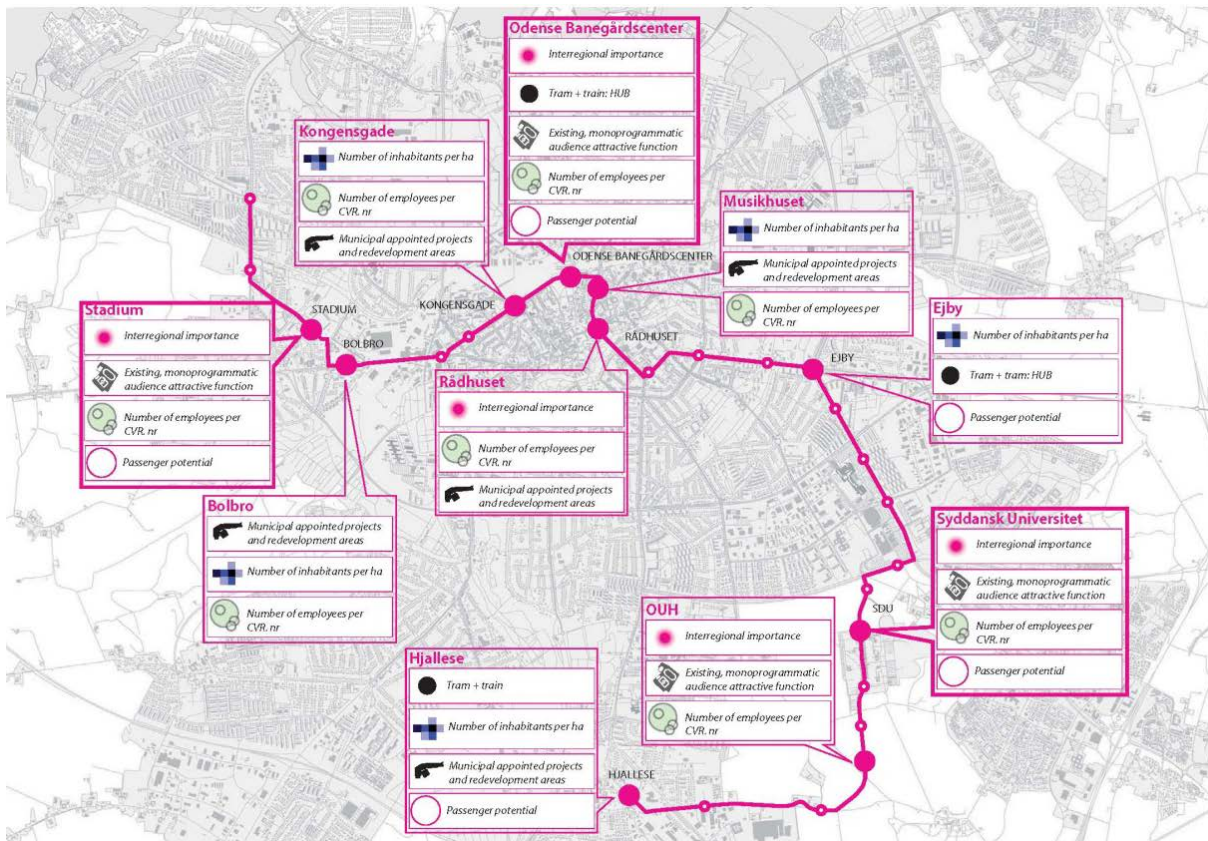 Odense Banegårdscenter
Interregional importance
Tram + train: HUB
Existing, monoprogrammatic
audience attractive function
Number of employees per
CVR. nr
Passenger potential
Kongensgade
Number of inhabitants per ha
Number of employees per
CVR. nr
Municipal appointed projects
and redevelopment areas
Musikhuset
Number of inhabitants per ha
Municipal appointed projects
and redevelopment areas
Number of employees per
CVR. nr
ODENSE BANEGÅRDSCENTER
KONGENSGADE
STADIUM
BOLBRO
RÅDHUSET
EJBY
Stadium
Interregional importance
Existing, monoprogrammatic
audience attractive function
Number of employees per
CVR. nr
Passenger potential
Ejby
Number of inhabitants per ha
Tram + tram: HUB
Passenger potential
Rådhuset
Interregional importance
Number of employees per
CVR. nr
Municipal appointed projects
and redevelopment areas
Bolbro
Municipal appointed projects
and redevelopment areas
Number of inhabitants per ha
Number of employees per
CVR. nr
Syddansk Universitet
Interregional importance
Existing, monoprogrammatic
audience attractive function
Number of employees per
CVR. nr
Passenger potential
SDU
OUH
Interregional importance
Existing, monoprogrammatic
audience attractive function
Number of employees per
CVR. nr
Hjallese
Tram + train
Number of inhabitants per ha
Municipal appointed projects
and redevelopment areas
Passenger potential
HJALLESE